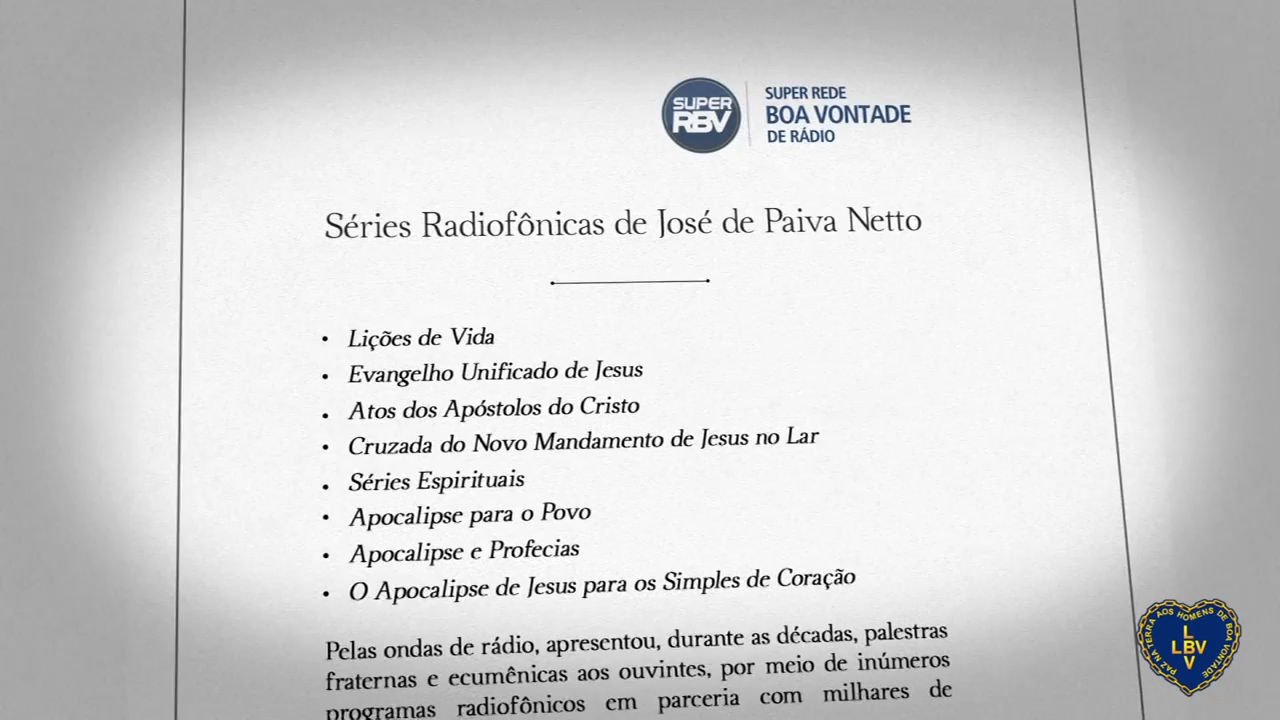 SUPER
RBV
SUPER REDE
BOA VONTADE
DE RÁDIO
Séries Radiofônicas de José de Paiva Netto
• Lições de Vida
• Evangelho Unificado de Jesus
• Atos dos Apóstolos do Cristo
• Cruzada do Novo Mandamento de Jesus no Lar
• Séries Espirituais
• Apocalipse para o Povo
• Apocalipse e Profecias
• O Apocalipse de Jesus para os Simples de Coração
Pelas ondas de rádio, apresentou, durante as décadas, palestras
fraternas e ecumênicas aos ouvintes, por meio de inúmeros
programas radiofônicos em parceria com milhares de
PAZ NA TERRA AOS HOMENS DE BOA VONTADE
L
LBV
V